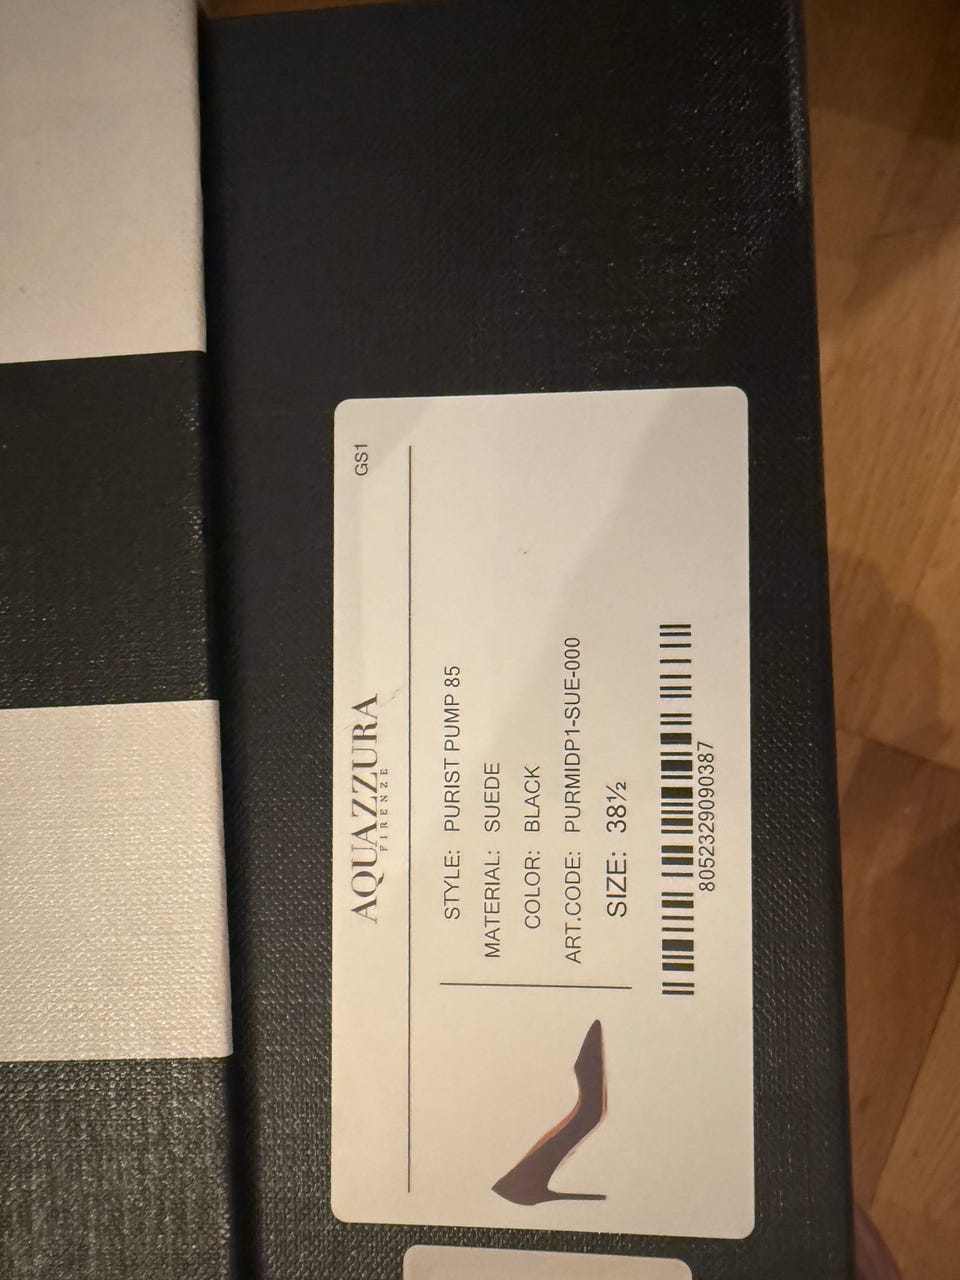 GS1
AQUAZZURA
FIRENZE
STYLE: PURIST PUMP 85
MATERIAL: SUEDE
COLOR: BLACK
ART.CODE: PURMIDP1-SUE-000
SIZE: 38½
8052329090387